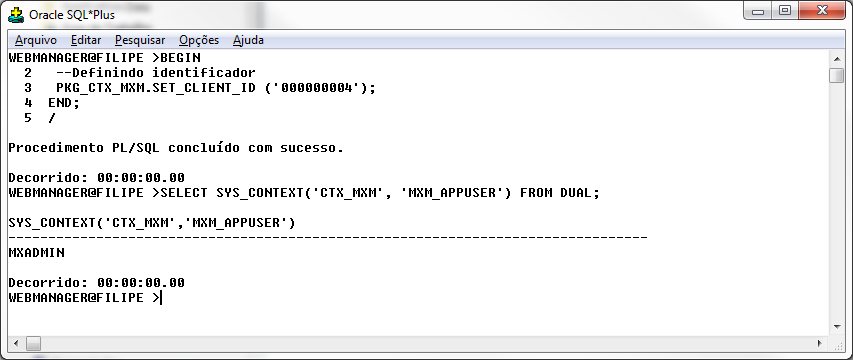 Oracle SQL*Plus
Arquivo Editar Pesquisar Opções Ajuda
WEBMANAGER@FILIPE >BEGIN
2 --Definindo identificador
3 PKG_CTX_MXM.SET_CLIENT_ID ('000000004');
4 END;
5 /
Procedimento PL/SQL concluído com sucesso.
Decorrido: 00:00:00.00
WEBMANAGER@FILIPE >SELECT SYS_CONTEXT('CTX_MXM', 'MXM_APPUSER') FROM DUAL;
SYS_CONTEXT('CTX_MXM','MXM_APPUSER')
--------------------------------------------------------------------------------
MXADMIN
Decorrido: 00:00:00.00
WEBMANAGER@FILIPE >